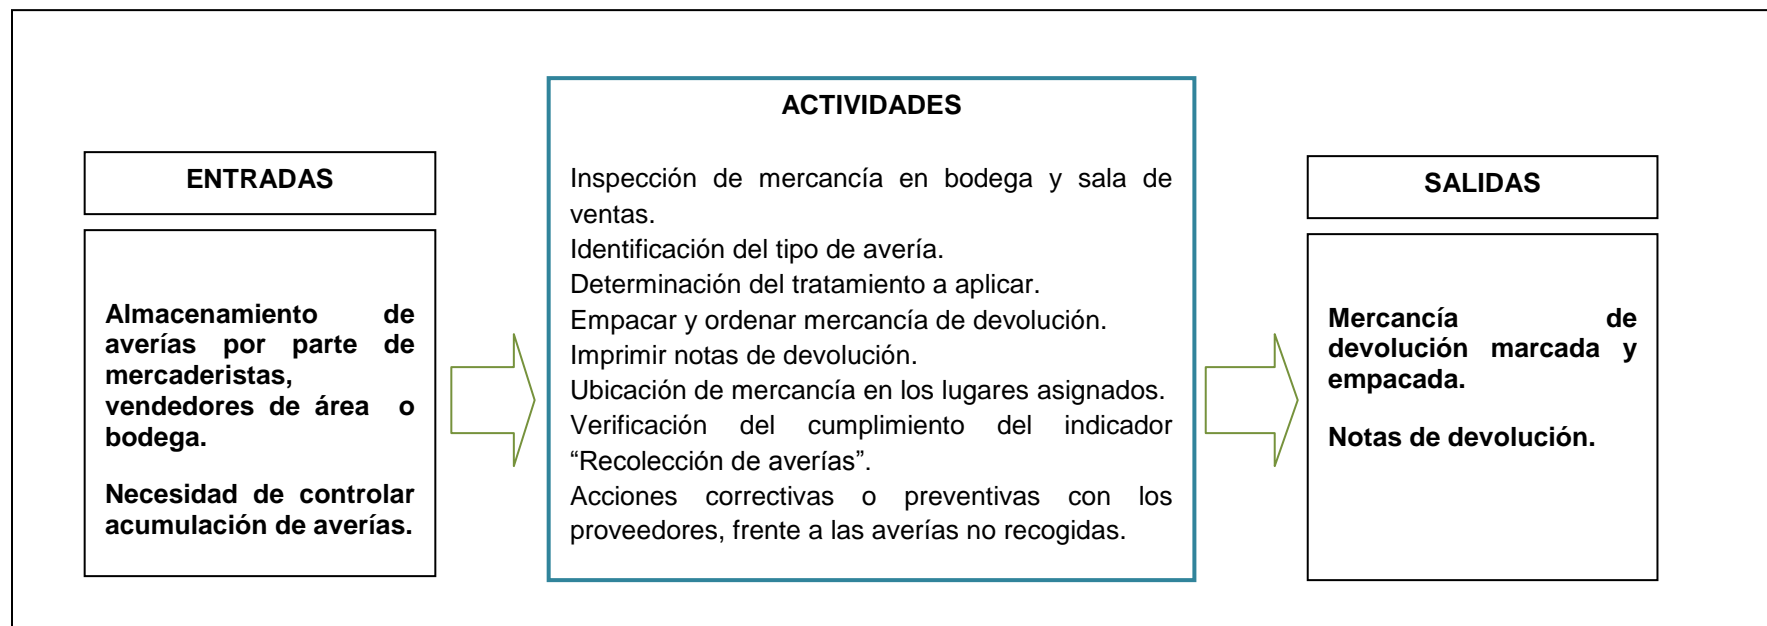 ENTRADAS
Almacenamiento de
averías por parte de
mercaderistas,
vendedores de área o
bodega.
Necesidad de controlar
acumulación de averías.
ACTIVIDADES
Inspección de mercancía en bodega y sala de
ventas.
Identificación del tipo de avería.
Determinación del tratamiento a aplicar.
Empacar y ordenar mercancía de devolución.
Imprimir notas de devolución.
Ubicación de mercancía en los lugares asignados.
Verificación del cumplimiento del indicador
“Recolección de averías”.
Acciones correctivas o preventivas con los
proveedores, frente a las averías no recogidas.
SALIDAS
Mercancía de
devolución marcada y
empacada.
Notas de devolución.